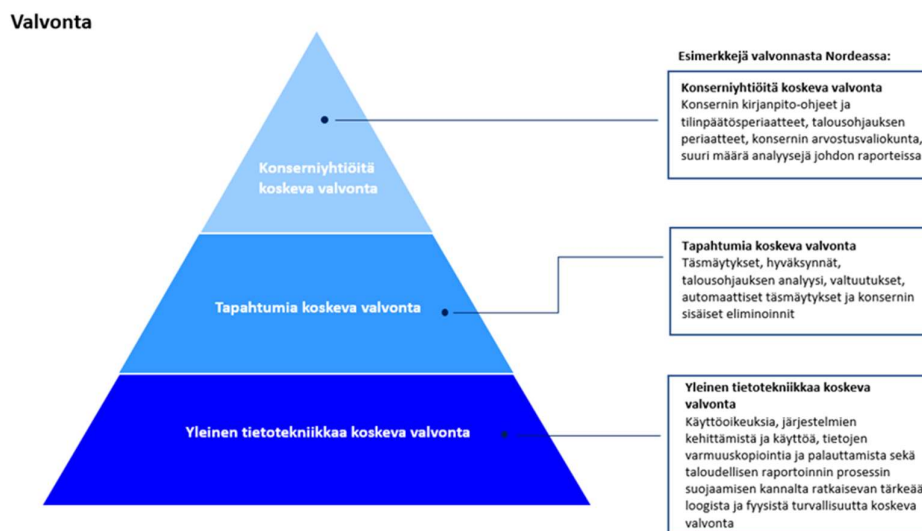 Valvonta
Esimerkkejä valvonnasta Nordeassa:
Konserniyhtiöitä koskeva valvonta
Konsernin kirjanpito-ohjeet ja
tilinpäätösperiaatteet, talousohjauksen
periaatteet, konsernin arvostusvaliokunta,
suuri määrä analyysejä johdon raporteissa
Konserniyhtiöitä
koskeva valvonta
Tapahtumia koskeva valvonta
Täsmäytykset, hyväksynnät,
talousohjauksen analyysi, valtuutukset,
automaattiset täsmäytykset ja konsernin
sisäiset eliminoinnit
Tapahtumia koskeva valvonta
Yleinen tietotekniikkaa koskeva
valvonta
Käyttöoikeuksia, järjestelmien
kehittämistä ja käyttöä, tietojen
varmuuskopiointia ja palauttamista sekä
taloudellisen raportoinnin prosessin
suojaamisen kannalta ratkaisevan tärkeää
loogista ja fyysistä turvallisuutta koskeva
valvonta
Yleinen tietotekniikkaa koskeva valvonta